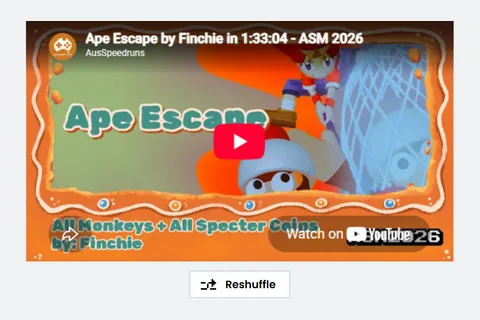 Ape Escape by Finchie in 1:33:04 - ASM 2026
AusSpeedruns
Ape Escape
All Monkeys + All Specter Coins
by: Finchie
Watch on YouTube
2026
Reshuffle